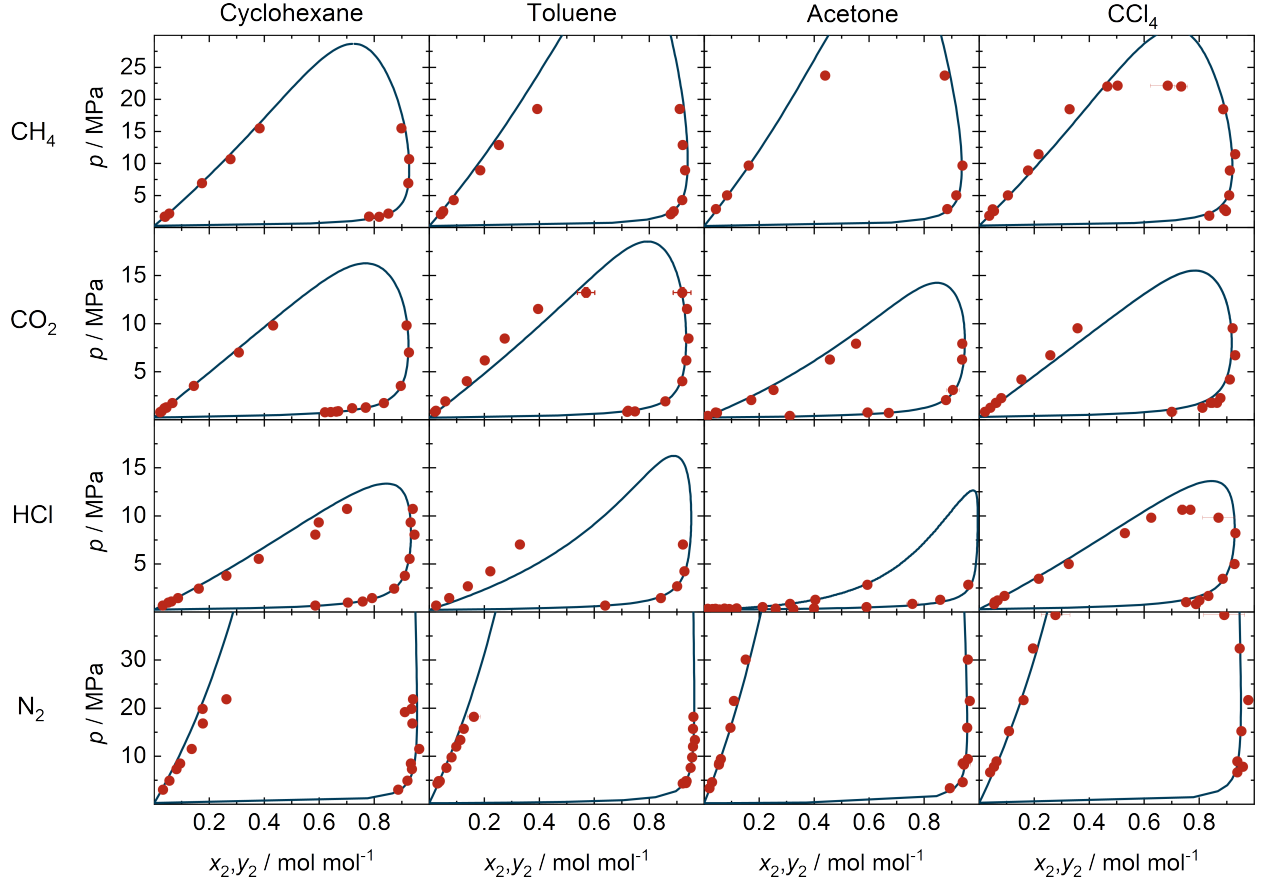 Cyclohexane Toluene Acetone CCl₄
CH₄
p / MPa
25
20
15
10
5
CO₂
p / MPa
15
10
5
HCl
p / MPa
15
10
5
N₂
p / MPa
30
20
10
0.2 0.4 0.6 0.8 0.2 0.4 0.6 0.8 0.2 0.4 0.6 0.8 0.2 0.4 0.6 0.8
x₂,y₂ / mol mol⁻¹ x₂,y₂ / mol mol⁻¹ x₂,y₂ / mol mol⁻¹ x₂,y₂ / mol mol⁻¹